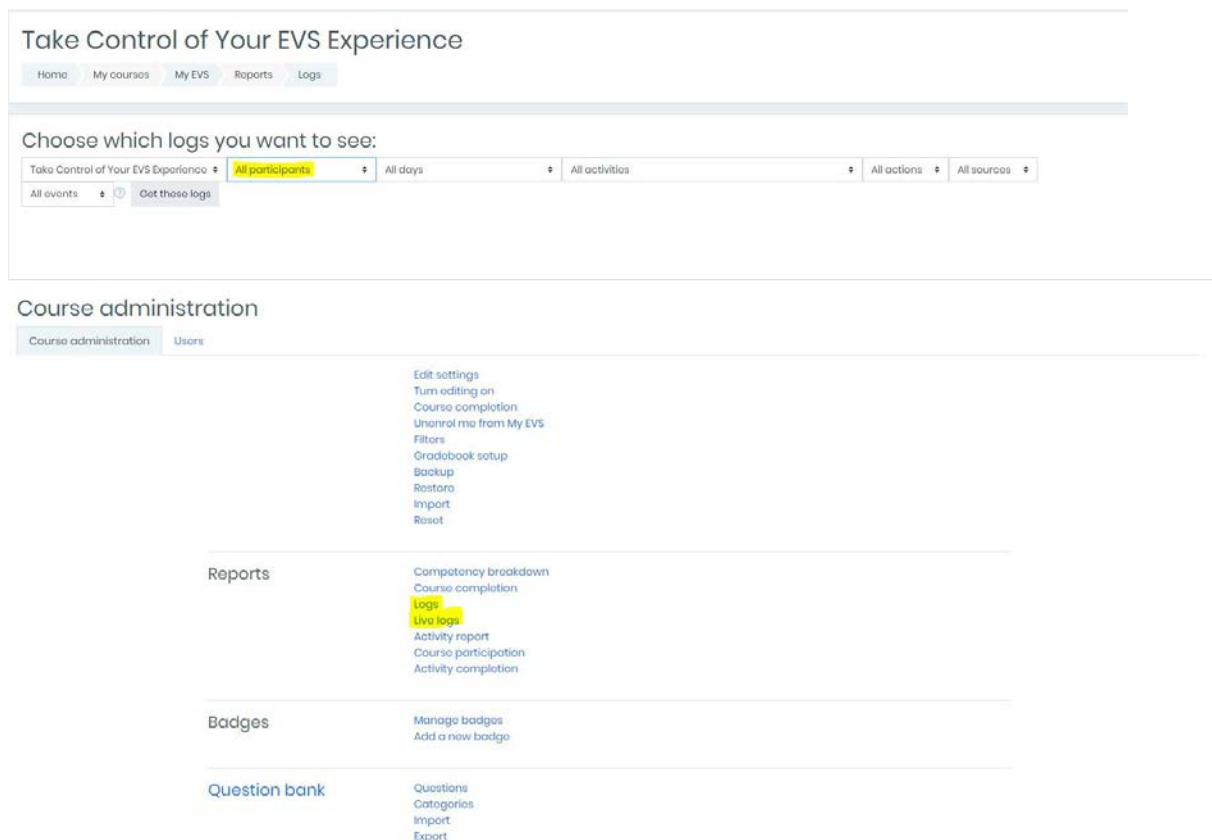 Take Control of Your EVS Experience
Home My courses My EVS Reports Logs
Choose which logs you want to see:
Take Control of Your EVS Experience All participants All days All activities All actions All sources
All events Get these logs
Course administration
Course administration Users
Edit settings
Turn editing on
Course completion
Unenrol me from My EVS
Filters
Gradebook setup
Backup
Restore
Import
Reset
Reports
Competency breakdown
Course completion
Logs
Live logs
Activity report
Course participation
Activity completion
Badges
Manage badges
Add a new badge
Question bank
Questions
Categories
Import
Export